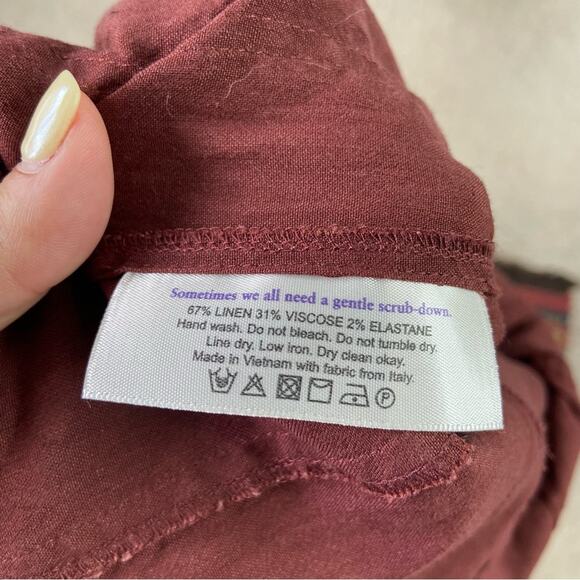 Sometimes we all need a gentle scrub-down.
67% LINEN 31% VISCOSE 2% ELASTANE
Hand wash. Do not bleach. Do not tumble dry.
Line dry. Low iron. Dry clean okay.
Made in Vietnam with fabric from Italy.
P